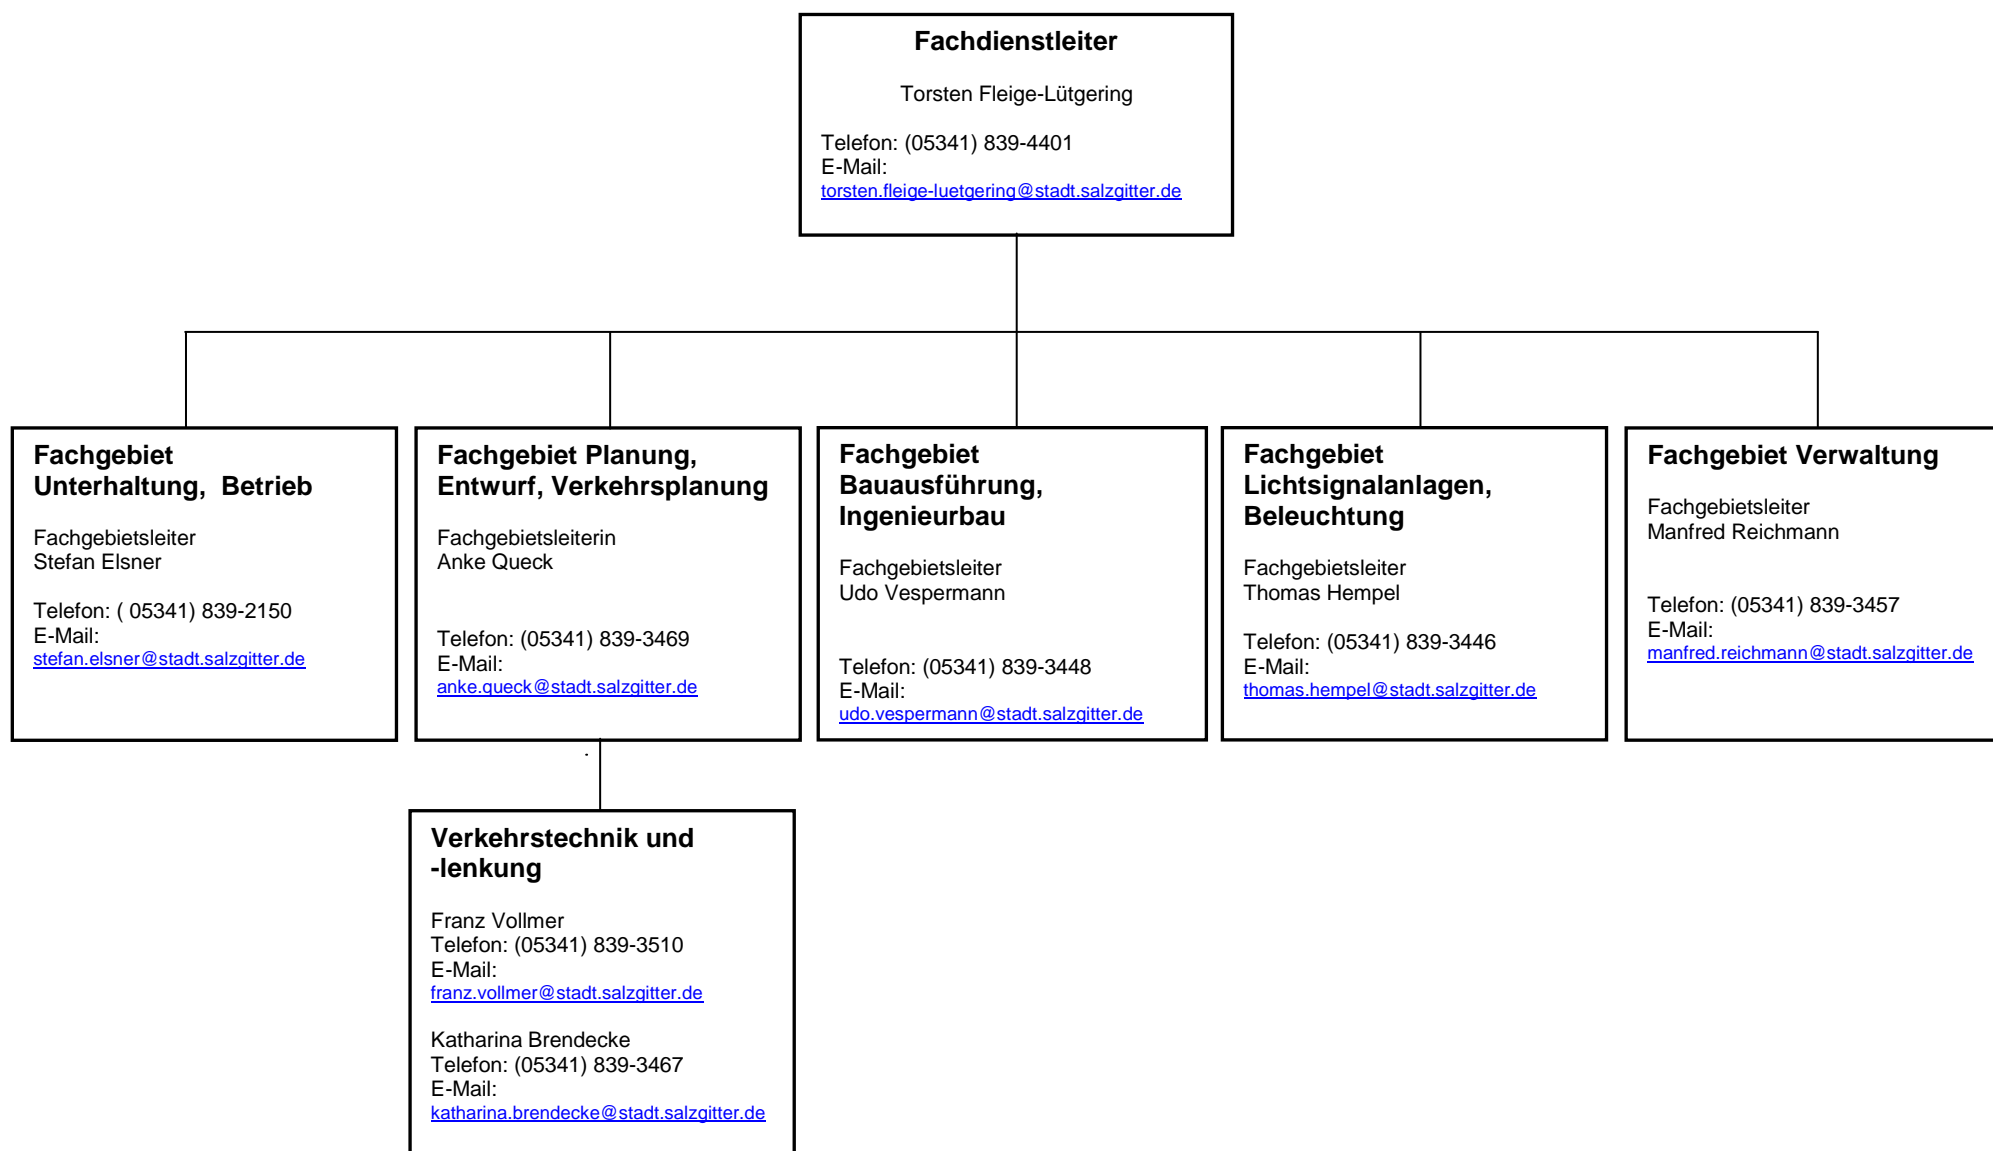 Fachdienstleiter
Torsten Fleige-Lütgering
Telefon: (05341) 839-4401
E-Mail:
torsten.fleige-luetgering@stadt.salzgitter.de
Fachgebiet
Unterhaltung,  Betrieb
Fachgebietsleiter
Stefan Elsner
Telefon: ( 05341) 839-2150
E-Mail:
stefan.elsner@stadt.salzgitter.de
Fachgebiet Planung,
Entwurf, Verkehrsplanung
Fachgebietsleiterin
Anke Queck
Telefon: (05341) 839-3469
E-Mail:
anke.queck@stadt.salzgitter.de
Fachgebiet
Bauausführung,
Ingenieurbau
Fachgebietsleiter
Udo Vespermann
Telefon: (05341) 839-3448
E-Mail:
udo.vespermann@stadt.salzgitter.de
Fachgebiet
Lichtsignalanlagen,
Beleuchtung
Fachgebietsleiter
Thomas Hempel
Telefon: (05341) 839-3446
E-Mail:
thomas.hempel@stadt.salzgitter.de
Fachgebiet Verwaltung
Fachgebietsleiter
Manfred Reichmann
Telefon: (05341) 839-3457
E-Mail:
manfred.reichmann@stadt.salzgitter.de
Verkehrstechnik und
-lenkung
Franz Vollmer
Telefon: (05341) 839-3510
E-Mail:
franz.vollmer@stadt.salzgitter.de
Katharina Brendecke
Telefon: (05341) 839-3467
E-Mail:
katharina.brendecke@stadt.salzgitter.de